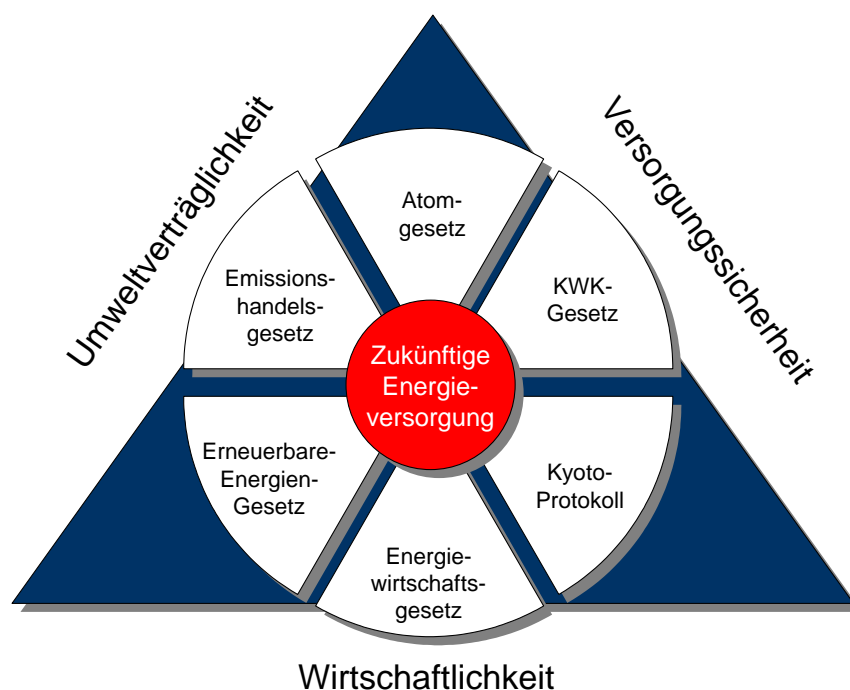 Umweltverträglichkeit
Versorgungssicherheit
Atom-
gesetz
Emissions-
handels-
gesetz
KWK-
Gesetz
Zukünftige
Energie-
versorgung
Erneuerbare-
Energien-
Gesetz
Kyoto-
Protokoll
Energie-
wirtschafts-
gesetz
Wirtschaftlichkeit